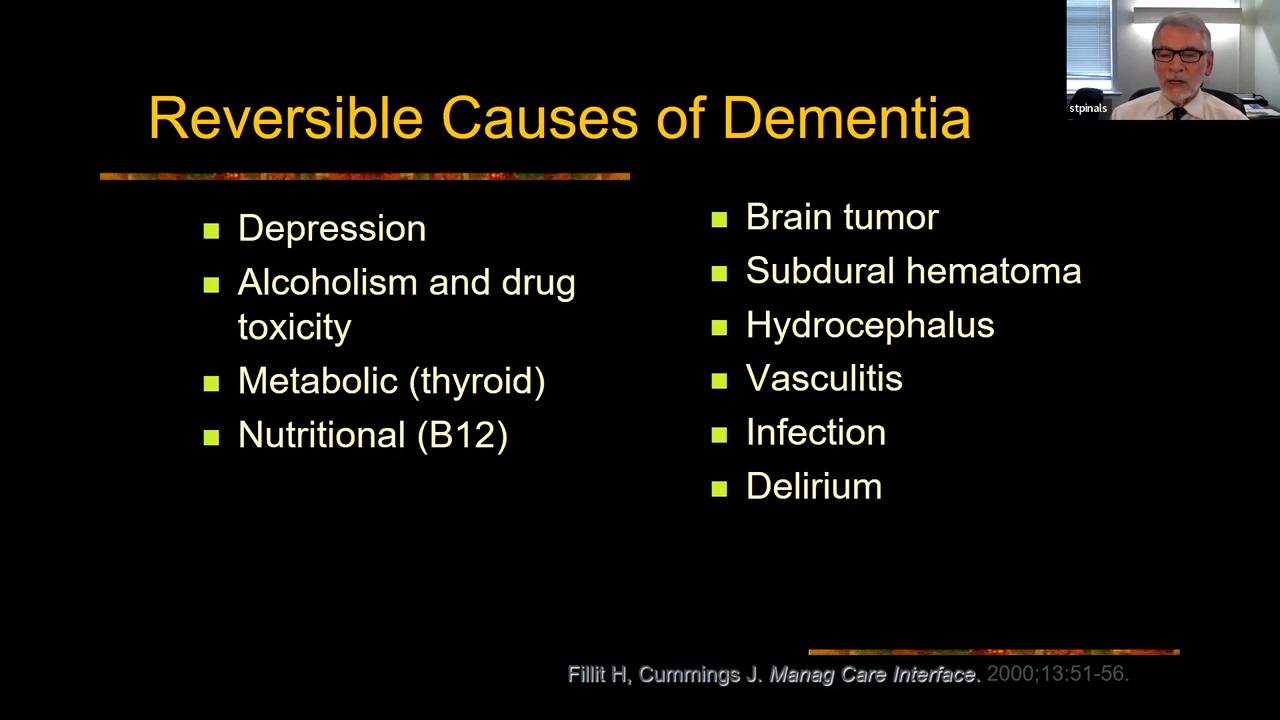 stpinals
Reversible Causes of Dementia
Depression
Alcoholism and drug
toxicity
Metabolic (thyroid)
Nutritional (B12)
Brain tumor
Subdural hematoma
Hydrocephalus
Vasculitis
Infection
Delirium
Fillit H, Cummings J. Manag Care Interface. 2000;13:51-56.